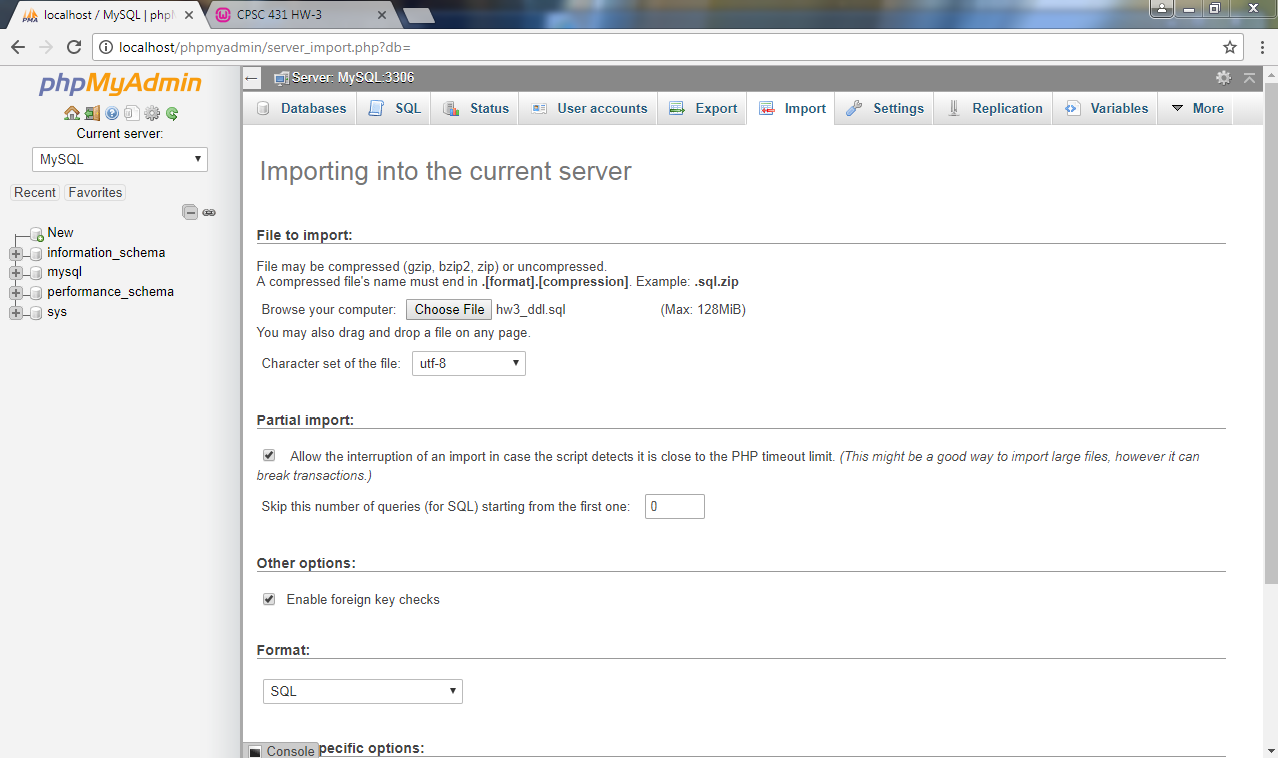 localhost / MySQL | php
CPSC 431 HW-3
localhost/phpmyadmin/server_import.php?db=
phpMyAdmin
Current server:
MySQL
Recent Favorites
New
information_schema
mysql
performance_schema
sys
Server: MySQL:3306
Databases SQL Status User accounts Export Import Settings Replication Variables More
Importing into the current server
File to import:
File may be compressed (gzip, bzip2, zip) or uncompressed.
A compressed file's name must end in .[format].[compression]. Example: .sql.zip
Browse your computer: Choose File hw3_ddl.sql (Max: 128MiB)
You may also drag and drop a file on any page.
Character set of the file: utf-8
Partial import:
Allow the interruption of an import in case the script detects it is close to the PHP timeout limit. (This might be a good way to import large files, however it can
break transactions.)
Skip this number of queries (for SQL) starting from the first one: 0
Other options:
Enable foreign key checks
Format:
SQL
Console
pecific options: